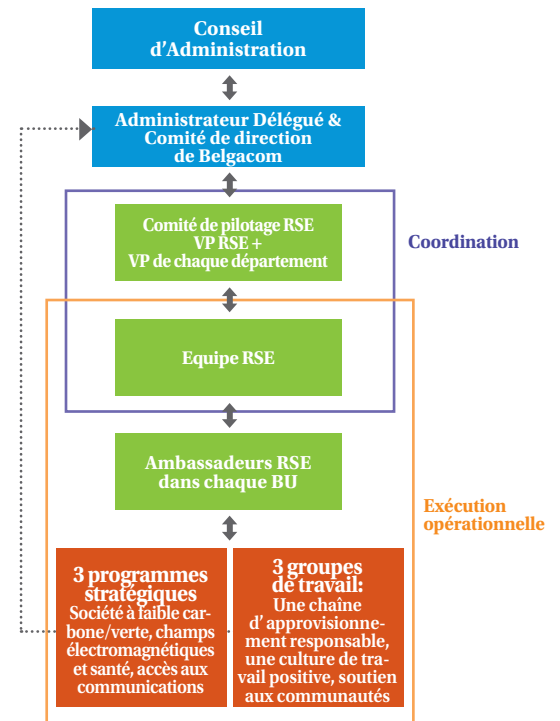 Conseil
d'Administration
Administrateur Délégué &
Comité de direction
de Belgacom
Comité de pilotage RSE
VP RSE +
VP de chaque département
Coordination
Equipe RSE
Ambassadeurs RSE
dans chaque BU
Exécution
opérationnelle
3 programmes
stratégiques
Société à faible car-
bone/verte, champs
électromagnétiques
et santé, accès aux
communications
3 groupes
de travail:
Une chaîne
d'approvisionne-
ment responsable,
une culture de tra-
vail positive, soutien
aux communautés